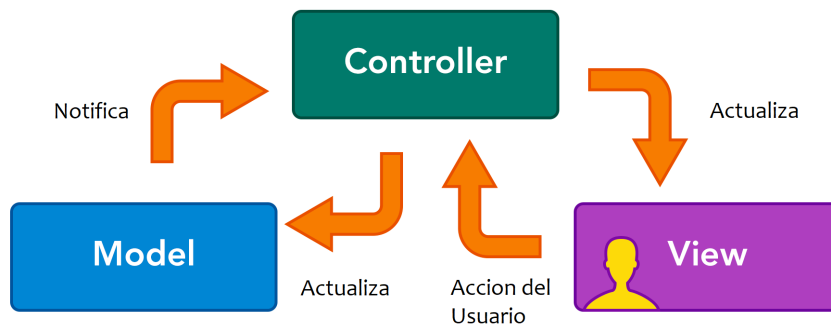 Controller
Notifica
Actualiza
Model
View
Actualiza
Accion del
Usuario